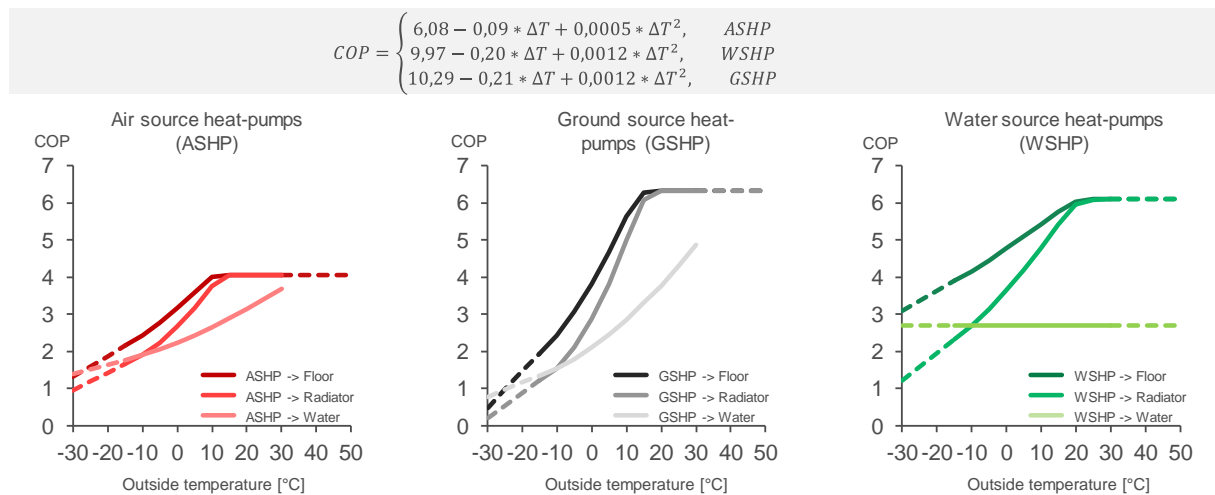 COP = { 6,08 − 0,09 * ΔT + 0,0005 * ΔT², ASHP
9,97 − 0,20 * ΔT + 0,0012 * ΔT², WSHP
10,29 − 0,21 * ΔT + 0,0012 * ΔT², GSHP
Air source heat-pumps
(ASHP)
COP
7
6
5
4
3
2
1
0
ASHP -> Floor
ASHP -> Radiator
ASHP -> Water
-30 -20 -10 0 10 20 30 40 50
Outside temperature [°C]
Ground source heat-
pumps (GSHP)
COP
7
6
5
4
3
2
1
0
GSHP -> Floor
GSHP -> Radiator
GSHP -> Water
-30 -20 -10 0 10 20 30 40 50
Outside temperature [°C]
Water source heat-pumps
(WSHP)
COP
7
6
5
4
3
2
1
0
WSHP -> Floor
WSHP -> Radiator
WSHP -> Water
-30 -20 -10 0 10 20 30 40 50
Outside temperature [°C]